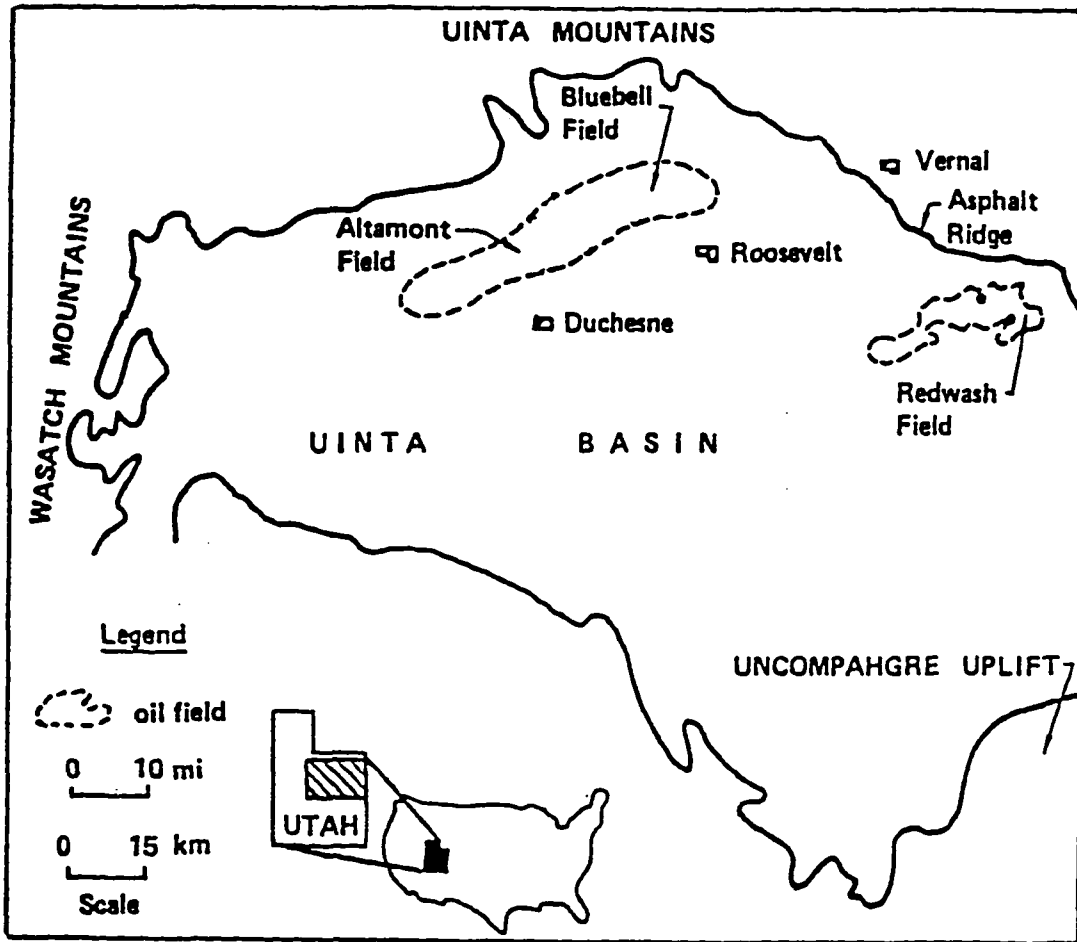 UINTA MOUNTAINS
Bluebell
Field
Vernal
Altamont
Field
Asphalt
Ridge
Roosevelt
Duchesne
WASATCH MOUNTAINS
Redwash
Field
UINTA BASIN
Legend
UNCOMPAHGRE UPLIFT
oil field
0 10 mi
UTAH
0 15 km
Scale